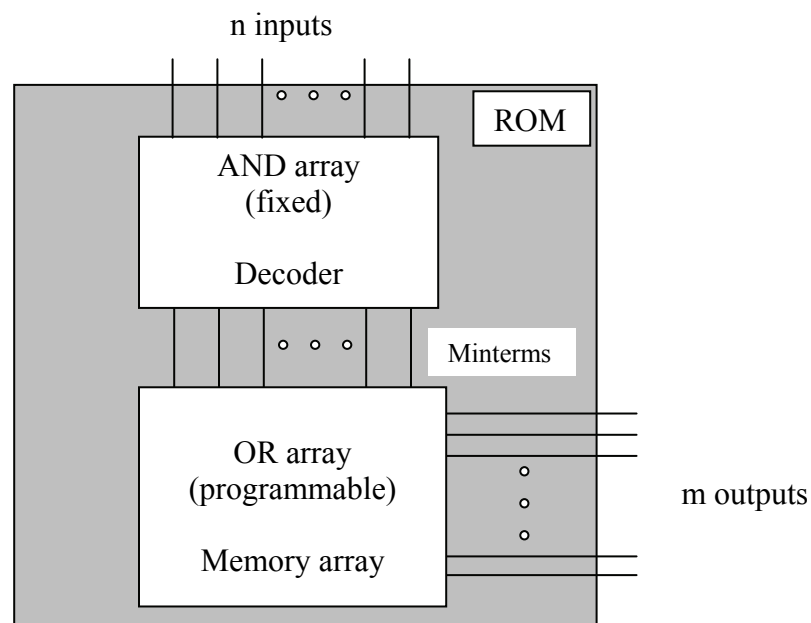 n inputs
ROM
AND array
(fixed)
Decoder
Minterms
OR array
(programmable)
Memory array
m outputs